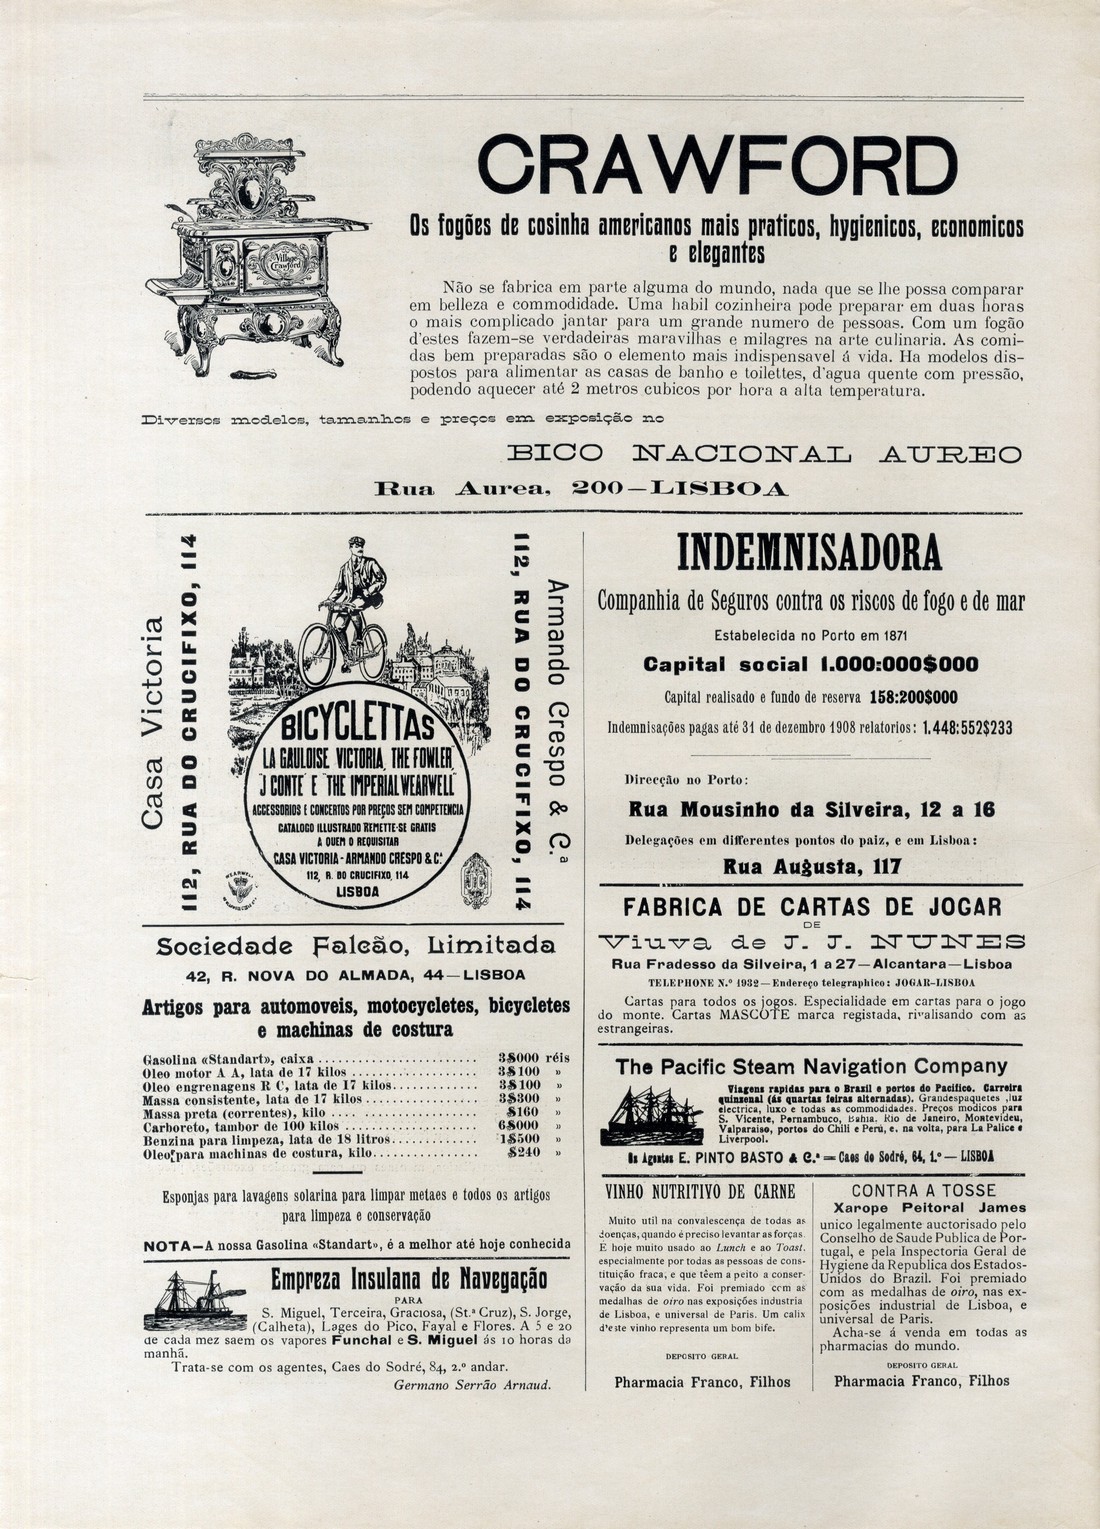 CRAWFORD
Os fogões de cosinha americanos mais praticos, hygienicos, economicos
e elegantes
Village Crawford
Não se fabrica em parte alguma do mundo, nada que se lhe possa comparar
em belleza e commodidade. Uma habil cozinheira pode preparar em duas horas
o mais complicado jantar para um grande numero de pessoas. Com um fogão
d'estes fazem-se verdadeiras maravilhas e milagres na arte culinaria. As comi-
das bem preparadas são o elemento mais indispensavel á vida. Ha modelos dis-
postos para alimentar as casas de banho e toilettes, d'agua quente com pressão,
podendo aquecer até 2 metros cubicos por hora a alta temperatura.
Diversos modelos, tamanhos e preços em exposição no
BICO NACIONAL AUREO
Rua Aurea, 200—LISBOA
Casa Victoria
112, RUA DO CRUCIFIXO, 114
BICYCLETTAS
LA GAULOISE, VICTORIA, THE FOWLER
"J CONTE" E "THE IMPERIAL WEARWELL"
ACCESSORIOS E CONCERTOS POR PREÇOS SEM COMPETENCIA
CATALOGO ILLUSTRADO REMETTE-SE GRATIS
A QUEM O REQUISITAR
CASA VICTORIA-ARMANDO CRESPO & C.ª
112, R. DO CRUCIFIXO, 114
LISBOA
112, RUA DO CRUCIFIXO, 114
Armando Crespo & C.ª
Sociedade Falcão, Limitada
42, R. NOVA DO ALMADA, 44—LISBOA
Artigos para automoveis, motocycletes, bicycletes
e machinas de costura
Gasolina «Standart», caixa ........................ 3$000 réis
Oleo motor A A, lata de 17 kilos ................... 3$100 »
Oleo engrenagens R C, lata de 17 kilos............. 3$100 »
Massa consistente, lata de 17 kilos ................. 3$300 »
Massa preta (correntes), kilo .... ................. $160 »
Carboreto, tambor de 100 kilos .................... 6$000 »
Benzina para limpeza, lata de 18 litros............. 1$500 »
Oleo para machinas de costura, kilo................ $240 »
Esponjas para lavagens solarina para limpar metaes e todos os artigos
para limpeza e conservação
NOTA—A nossa Gasolina «Standart», é a melhor até hoje conhecida
Empreza Insulana de Navegação
PARA
S. Miguel, Terceira, Graciosa, (St.ª Cruz), S. Jorge,
(Calheta), Lages do Pico, Fayal e Flores. A 5 e 20
de cada mez saem os vapores Funchal e S. Miguel ás 10 horas da
manhã.
Trata-se com os agentes, Caes do Sodré, 84, 2.º andar.
Germano Serrão Arnaud.
INDEMNISADORA
Companhia de Seguros contra os riscos de fogo e de mar
Estabelecida no Porto em 1871
Capital social 1.000:000$000
Capital realisado e fundo de reserva 158:200$000
Indemnisações pagas até 31 de dezembro 1908 relatorios: 1.448:552$233
Direcção no Porto:
Rua Mousinho da Silveira, 12 a 16
Delegações em differentes pontos do paiz, e em Lisboa:
Rua Augusta, 117
FABRICA DE CARTAS DE JOGAR
DE
Viuva de J. J. NUNES
Rua Fradesso da Silveira, 1 a 27—Alcantara—Lisboa
TELEPHONE N.º 1932—Endereço telegraphico: JOGAR-LISBOA
Cartas para todos os jogos. Especialidade em cartas para o jogo
do monte. Cartas MASCOTE marca registada, rivalisando com as
estrangeiras.
The Pacific Steam Navigation Company
Viagens rapidas para o Brazil e portos do Pacifico. Carreira
quinzenal (ás quartas feiras alternadas). Grandespaquetes ,luz
electrica, luxo e todas as commodidades. Preços modicos para
S. Vicente, Pernambuco, Bahia, Rio de Janeiro, Montevideu,
Valparaiso, portos do Chili e Perú, e, na volta, para La Palice e
Liverpool.
Os Agentes E. PINTO BASTO & C.ª—Caes do Sodré, 64, 1.º—LISBOA
VINHO NUTRITIVO DE CARNE
Muito util na convalescença de todas as
doenças, quando é preciso levantar as forças.
É hoje muito usado ao Lunch e ao Toast,
especialmente por todas as pessoas de cons-
tituição fraca, e que têem a peito a conser-
vação da sua vida. Foi premiado com as
medalhas de oiro nas exposições industria
de Lisboa, e universal de Paris. Um calix
d'este vinho representa um bom bife.
DEPOSITO GERAL
Pharmacia Franco, Filhos
CONTRA A TOSSE
Xarope Peitoral James
unico legalmente auctorisado pelo
Conselho de Saude Publica de Por-
tugal, e pela Inspectoria Geral de
Hygiene da Republica dos Estados-
Unidos do Brazil. Foi premiado
com as medalhas de oiro, nas ex-
posições industrial de Lisboa, e
universal de Paris.
Acha-se á venda em todas as
pharmacias do mundo.
DEPOSITO GERAL
Pharmacia Franco, Filhos